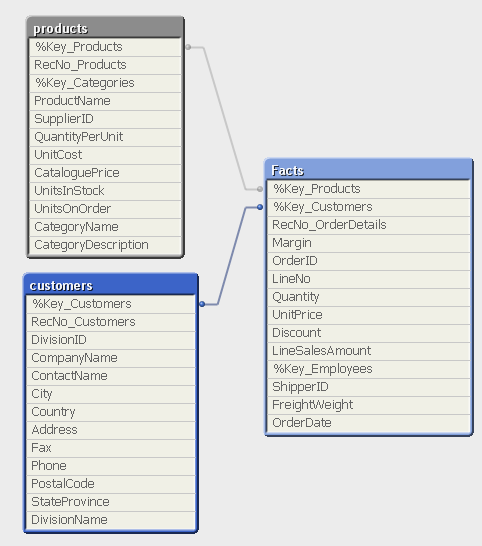 products
%Key_Products
RecNo_Products
%Key_Categories
ProductName
SupplierID
QuantityPerUnit
UnitCost
CataloguePrice
UnitsInStock
UnitsOnOrder
CategoryName
CategoryDescription
customers
%Key_Customers
RecNo_Customers
DivisionID
CompanyName
ContactName
City
Country
Address
Fax
Phone
PostalCode
StateProvince
DivisionName
Facts
%Key_Products
%Key_Customers
RecNo_OrderDetails
Margin
OrderID
LineNo
Quantity
UnitPrice
Discount
LineSalesAmount
%Key_Employees
ShipperID
FreightWeight
OrderDate